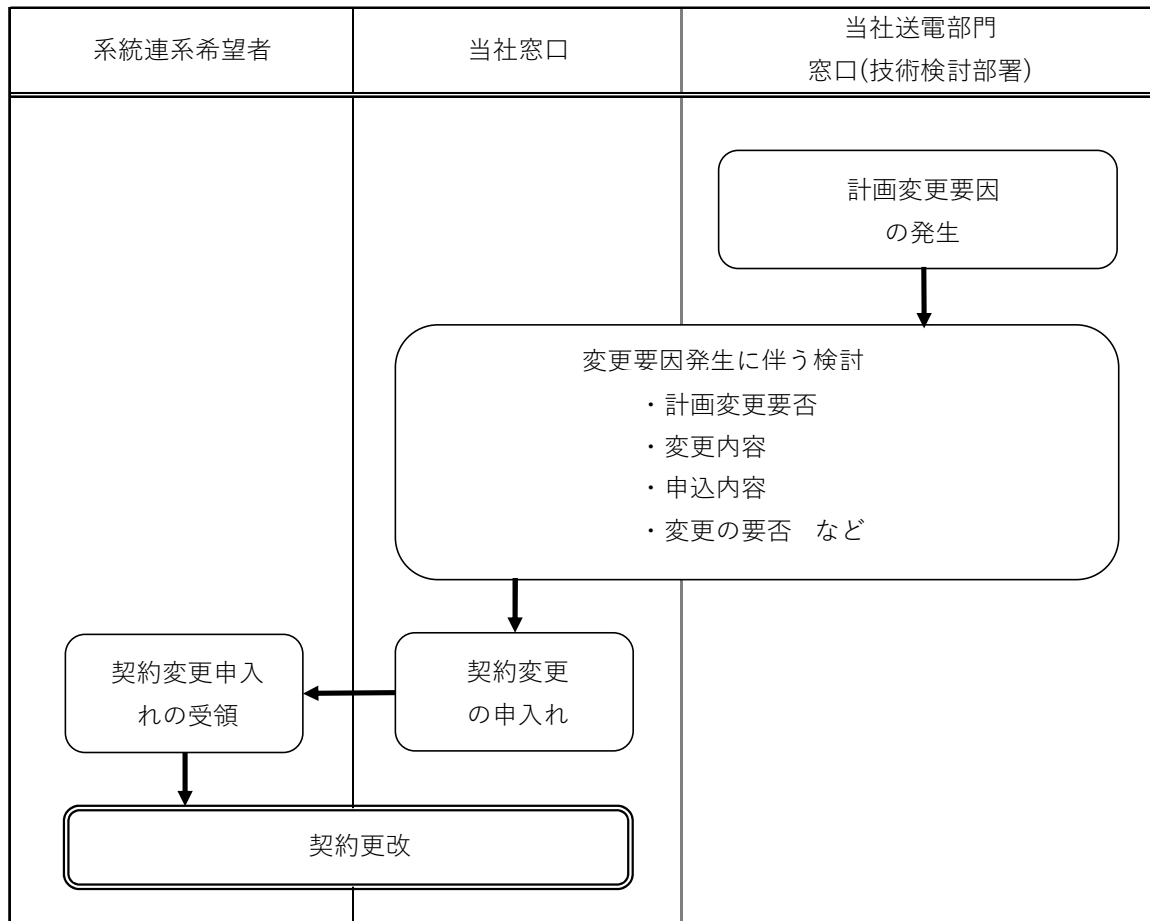 系統連系希望者
当社窓口
当社送電部門
窓口(技術検討部署)
計画変更要因
の発生
変更要因発生に伴う検討
・計画変更要否
・変更内容
・申込内容
・変更の要否　など
契約変更申入
れの受領
契約変更
の申入れ
契約更改